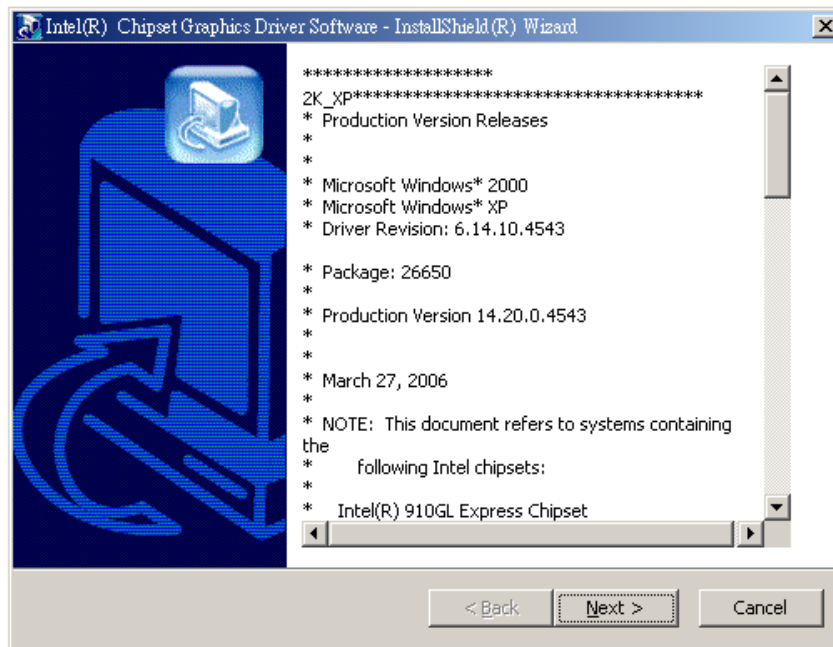 Intel(R) Chipset Graphics Driver Software - InstallShield(R) Wizard
*******************
2K_XP***********************************
* Production Version Releases
*
*
* Microsoft Windows* 2000
* Microsoft Windows* XP
* Driver Revision: 6.14.10.4543
* Package: 26650
*
* Production Version 14.20.0.4543
*
*
* March 27, 2006
*
* NOTE: This document refers to systems containing
the
* following Intel chipsets:
*
* Intel(R) 910GL Express Chipset
< Back
Next >
Cancel